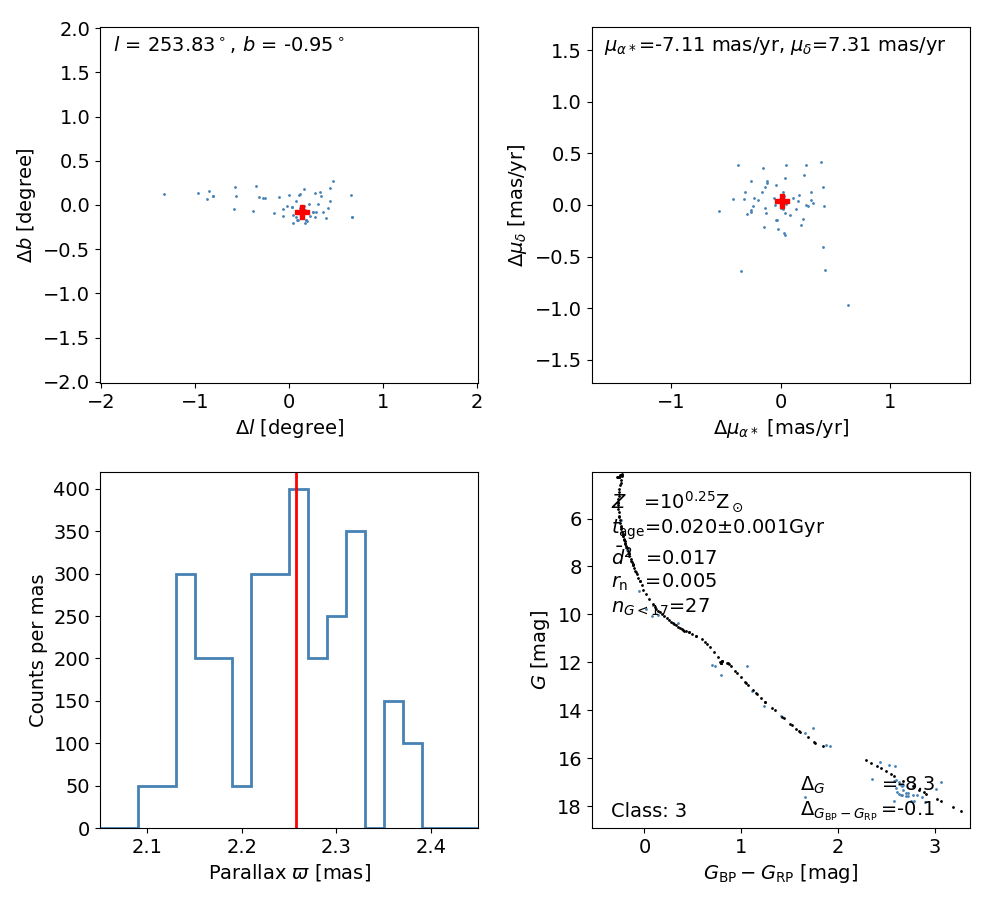 2.0
1.5
1.0
0.5
0.0
−0.5
−1.0
−1.5
−2.0
−2
−1
0
1
2
Δb [degree]
Δl [degree]
l = 253.83°, b = -0.95°
1.5
1.0
0.5
0.0
−0.5
−1.0
−1.5
−1
0
1
Δμδ [mas/yr]
Δμα∗ [mas/yr]
μα∗=-7.11 mas/yr, μδ=7.31 mas/yr
400
350
300
250
200
150
100
50
0
2.1
2.2
2.3
2.4
Counts per mas
Parallax ϖ [mas]
6
8
10
12
14
16
18
0
1
2
3
G [mag]
GBP − GRP [mag]
Z =10^0.25Z⊙
tage=0.020±0.001Gyr
d̄² =0.017
rn =0.005
nG<17=27
ΔG =-8.3
ΔGBP−GRP=-0.1
Class: 3